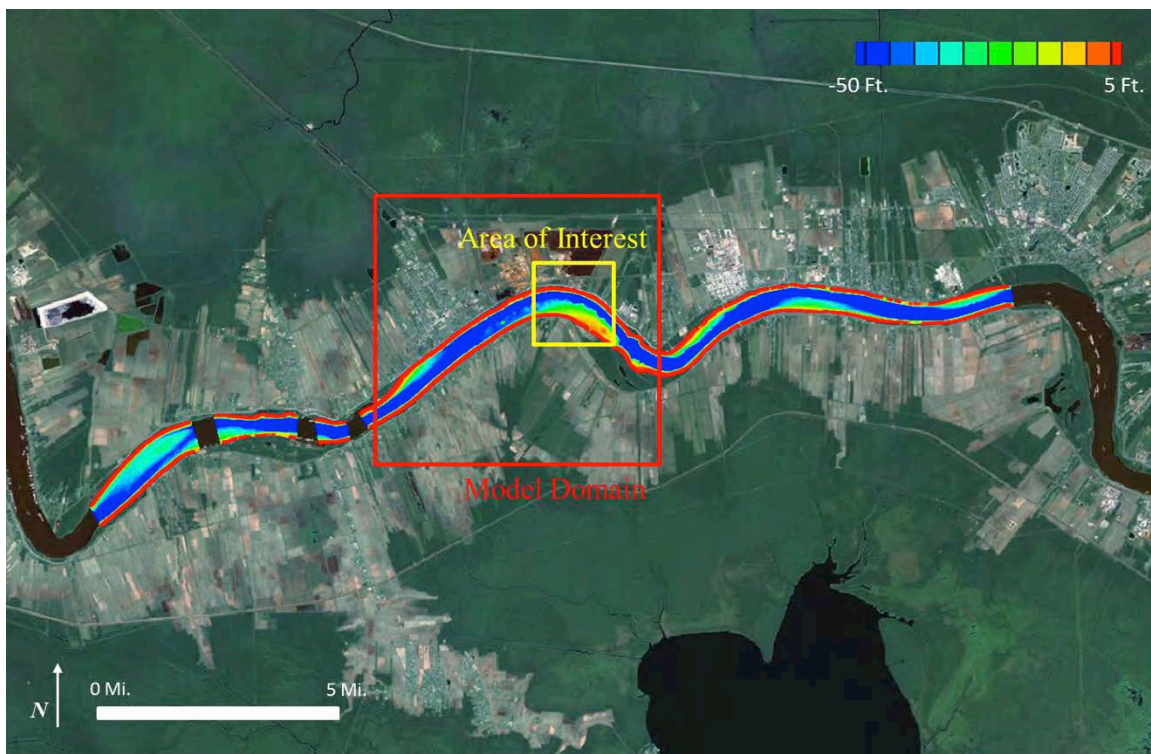 -50 Ft.
5 Ft.
Area of Interest
Model Domain
0 Mi.
5 Mi.
N